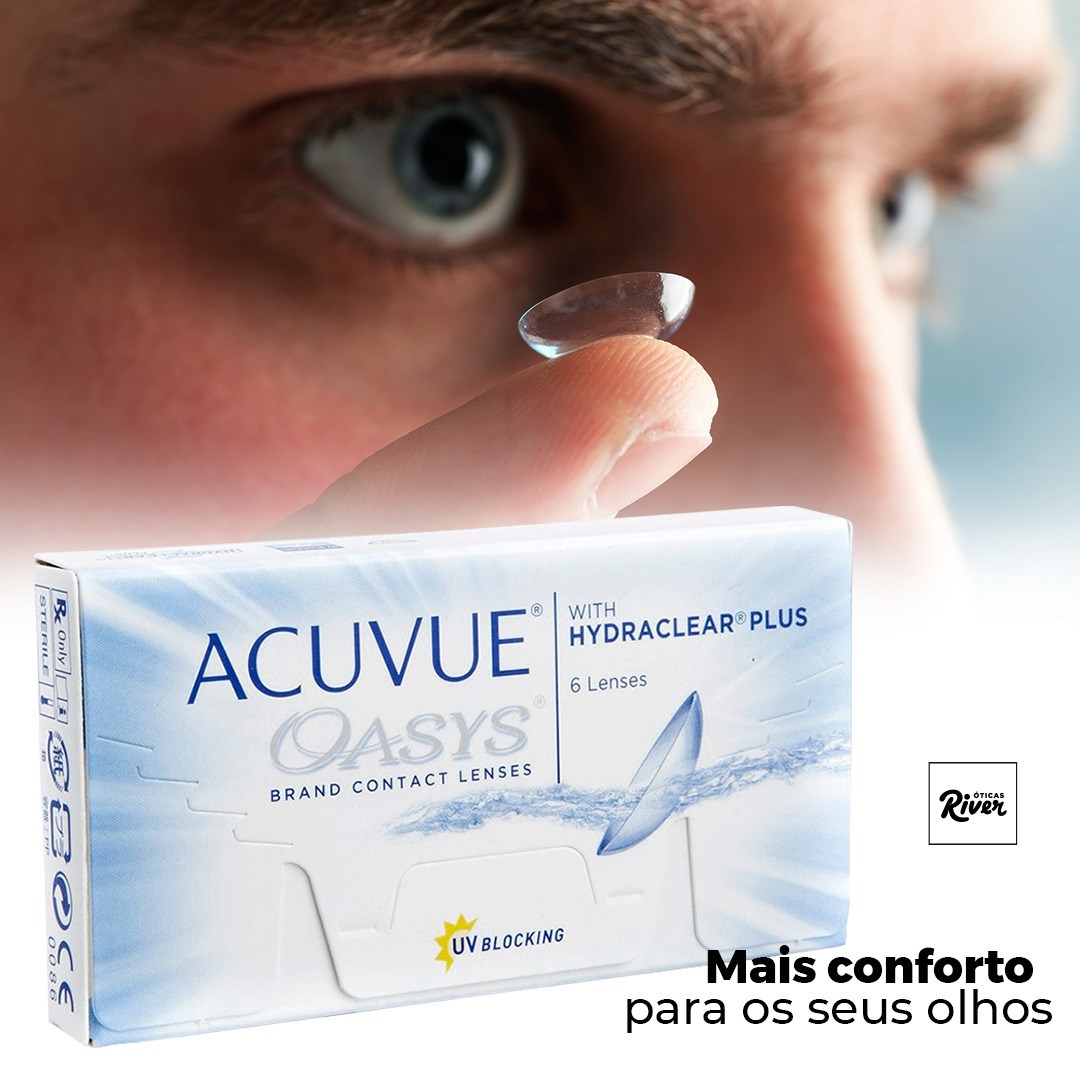 ACUVUE®
OASYS®
BRAND CONTACT LENSES
WITH
HYDRACLEAR® PLUS
6 Lenses
UV BLOCKING
Rx Only
STERILE
CE
0086
ÓTICAS
River
Mais conforto
para os seus olhos